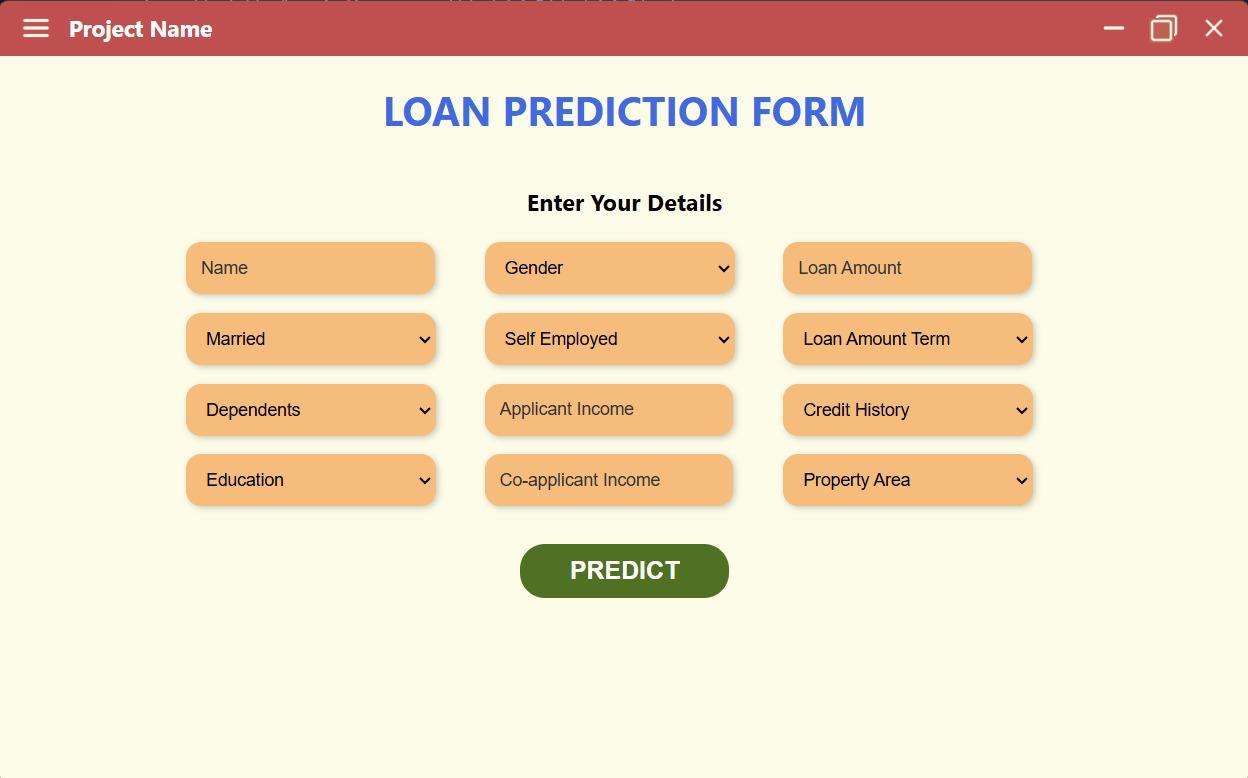 Project Name
LOAN PREDICTION FORM
Enter Your Details
Name
Gender
Loan Amount
Married
Self Employed
Loan Amount Term
Dependents
Applicant Income
Credit History
Education
Co-applicant Income
Property Area
PREDICT